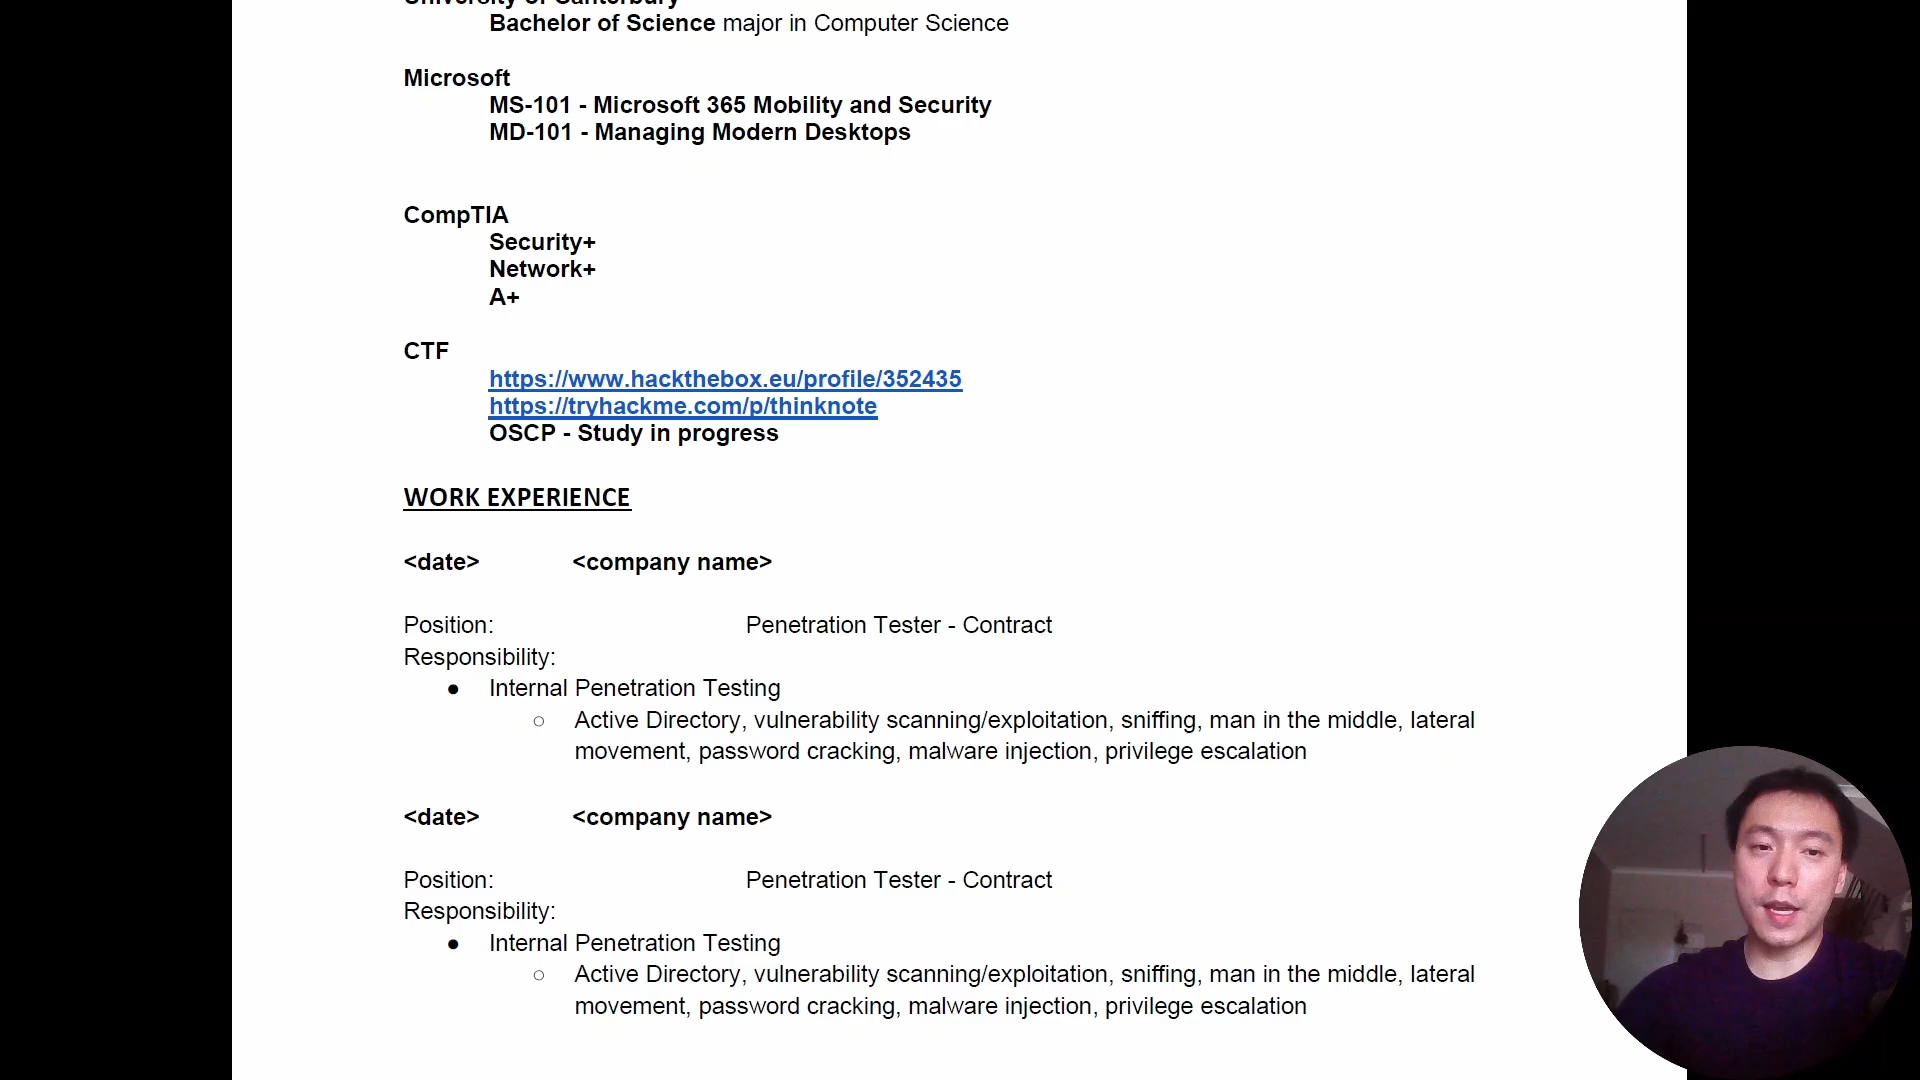 University of Canterbury
Bachelor of Science major in Computer Science
Microsoft
MS-101 - Microsoft 365 Mobility and Security
MD-101 - Managing Modern Desktops
CompTIA
Security+
Network+
A+
CTF
https://www.hackthebox.eu/profile/352435
https://tryhackme.com/p/thinknote
OSCP - Study in progress
WORK EXPERIENCE
<date> <company name>
Position: Penetration Tester - Contract
Responsibility:
● Internal Penetration Testing
○ Active Directory, vulnerability scanning/exploitation, sniffing, man in the middle, lateral
movement, password cracking, malware injection, privilege escalation
<date> <company name>
Position: Penetration Tester - Contract
Responsibility:
● Internal Penetration Testing
○ Active Directory, vulnerability scanning/exploitation, sniffing, man in the middle, lateral
movement, password cracking, malware injection, privilege escalation